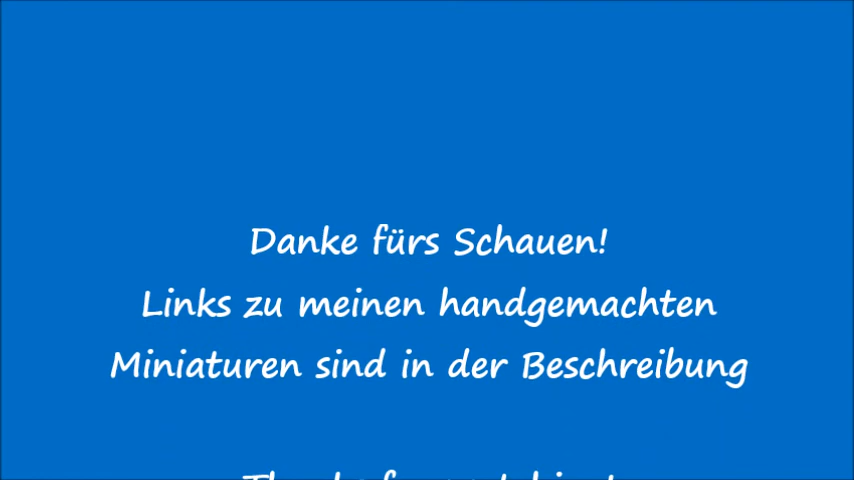 Danke fürs Schauen!
Links zu meinen handgemachten
Miniaturen sind in der Beschreibung